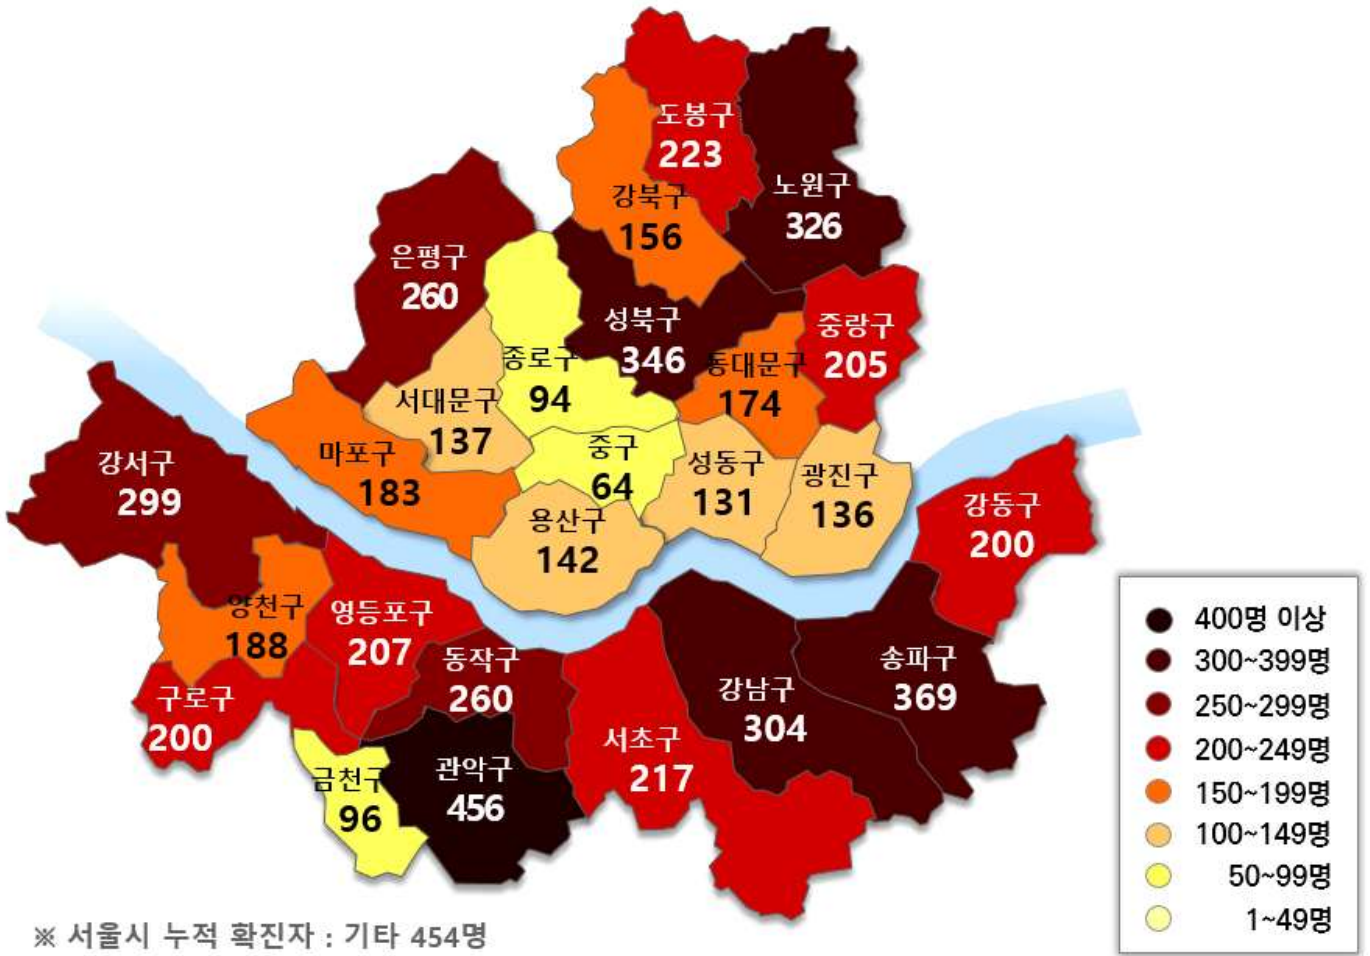 도봉구
223
노원구
326
강북구
156
은평구
260
성북구
346
중랑구
205
종로구
94
동대문구
174
서대문구
137
마포구
183
중구
64
성동구
131
광진구
136
강서구
299
용산구
142
강동구
200
양천구
188
영등포구
207
동작구
260
구로구
200
송파구
369
강남구
304
서초구
217
금천구
96
관악구
456
400명 이상
300~399명
250~299명
200~249명
150~199명
100~149명
50~99명
1~49명
※ 서울시 누적 확진자 : 기타 454명